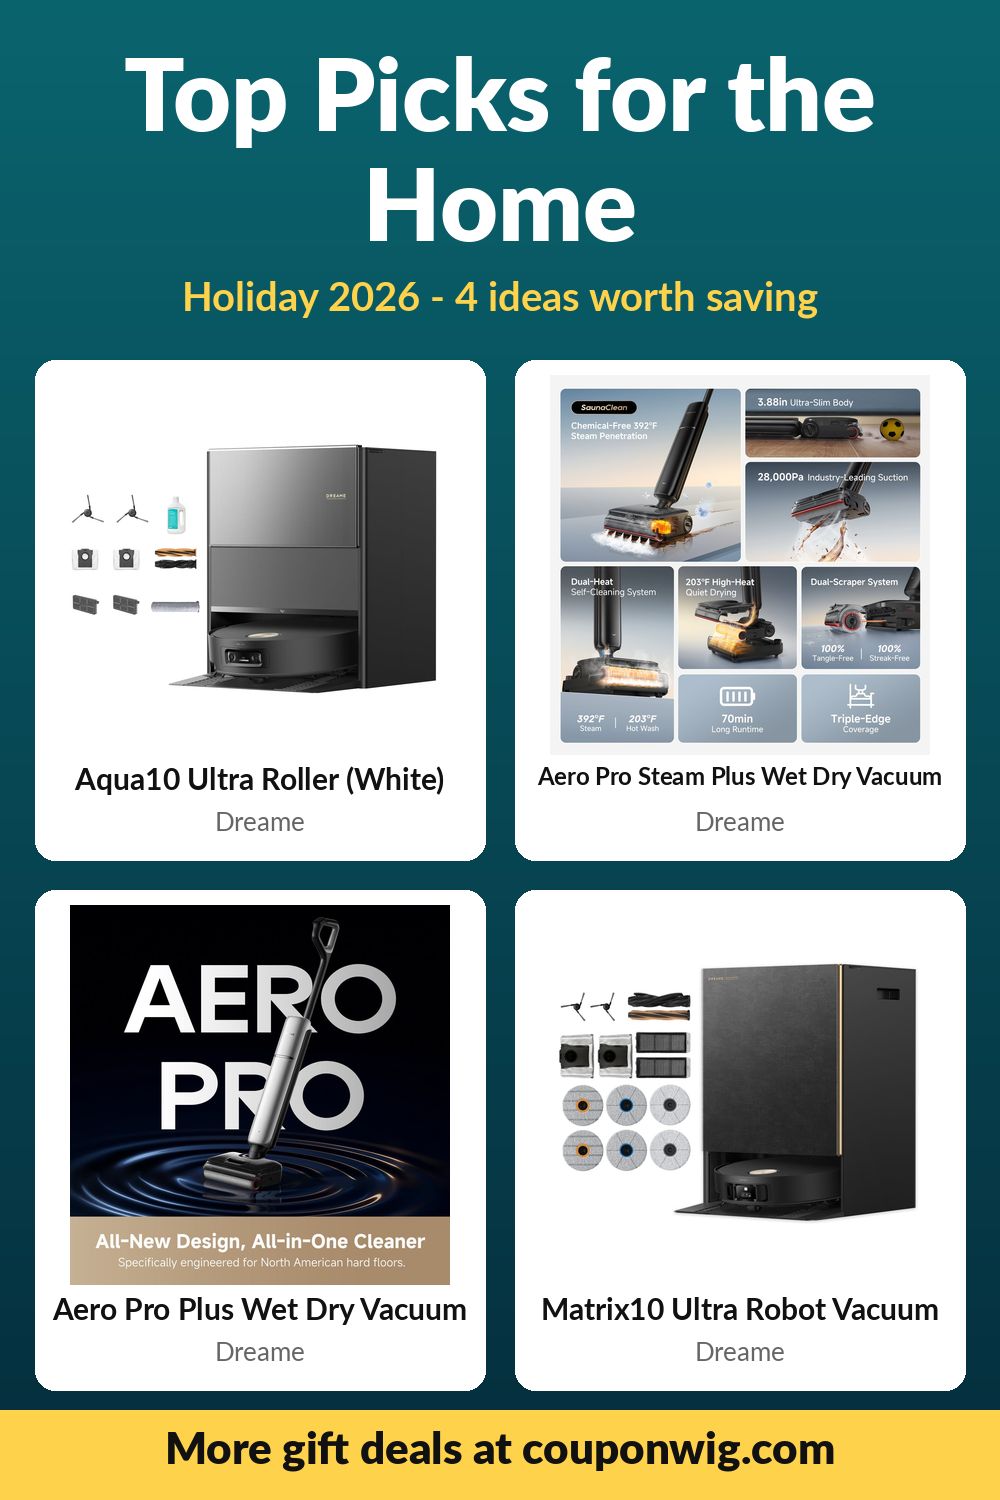 Top Picks for the
Home
Holiday 2026 - 4 ideas worth saving
DREAME
Aqua10 Ultra Roller (White)
Dreame
SaunaClean
Chemical-Free 392°F
Steam Penetration
3.88in Ultra-Slim Body
28,000Pa Industry-Leading Suction
Dual-Heat
Self-Cleaning System
392°F
Steam
203°F
Hot Wash
203°F High-Heat
Quiet Drying
Dual-Scraper System
100%
Tangle-Free
100%
Streak-Free
70min
Long Runtime
Triple-Edge
Coverage
Aero Pro Steam Plus Wet Dry Vacuum
Dreame
AERO
PRO
All-New Design, All-in-One Cleaner
Specifically engineered for North American hard floors.
Aero Pro Plus Wet Dry Vacuum
Dreame
DREAME
Matrix10 Ultra Robot Vacuum
Dreame
More gift deals at couponwig.com